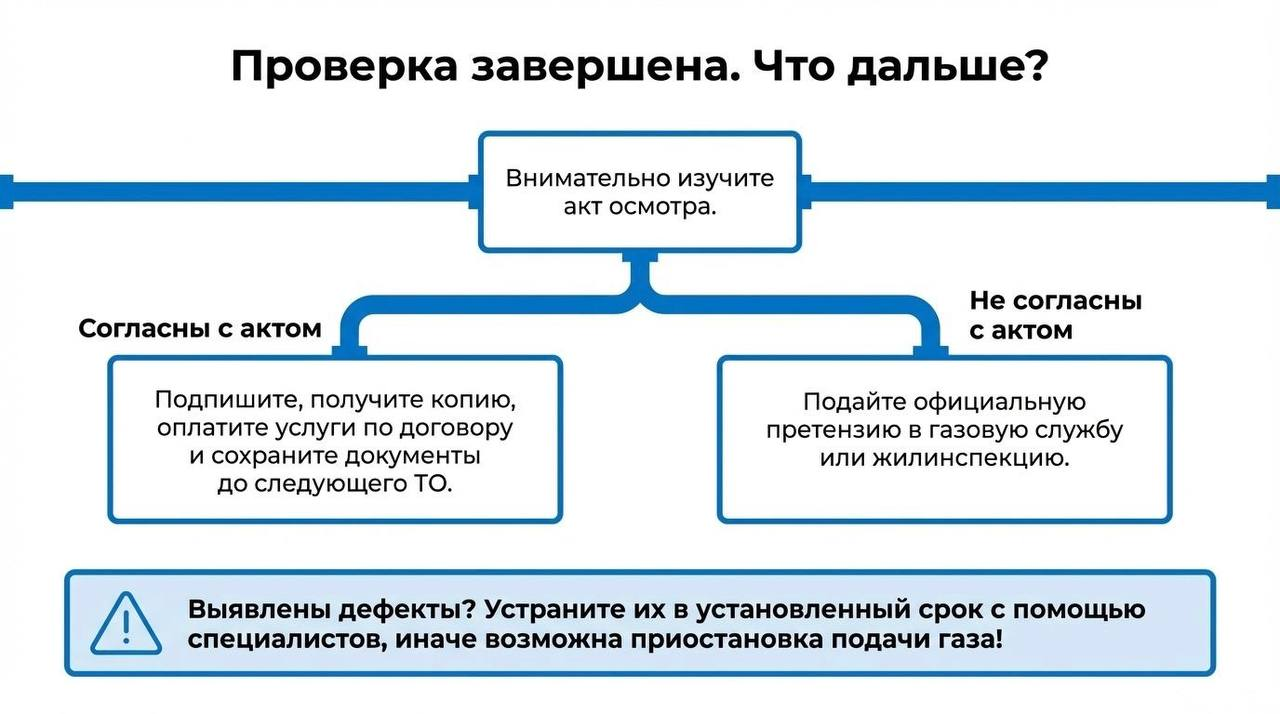 Проверка завершена. Что дальше?
Внимательно изучите
акт осмотра.
Согласны с актом
Подпишите, получите копию,
оплатите услуги по договору
и сохраните документы
до следующего ТО.
Не согласны
с актом
Подайте официальную
претензию в газовую службу
или жилинспекцию.
Выявлены дефекты? Устраните их в установленный срок с помощью
специалистов, иначе возможна приостановка подачи газа!